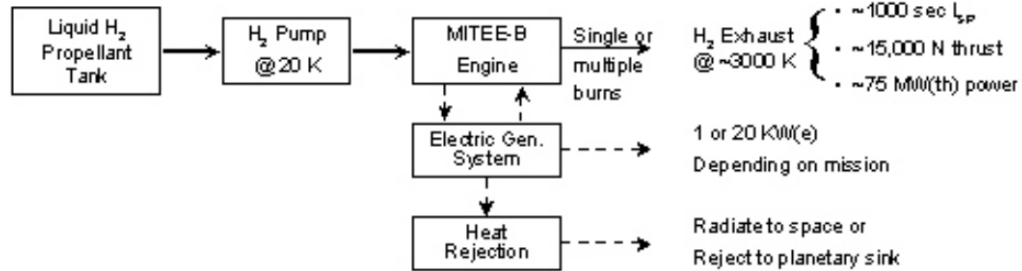 Liquid H₂
Propellant
Tank
H₂ Pump
@20 K
MITEE-B
Engine
Single or
multiple
burns
H₂ Exhaust
@ ~3000 K
· ~1000 sec Iₛₚ
· ~15,000 N thrust
· ~75 MW(th) power
Electric Gen.
System
1 or 20 KW(e)
Depending on mission
Heat
Rejection
Radiate to space or
Reject to planetary sink